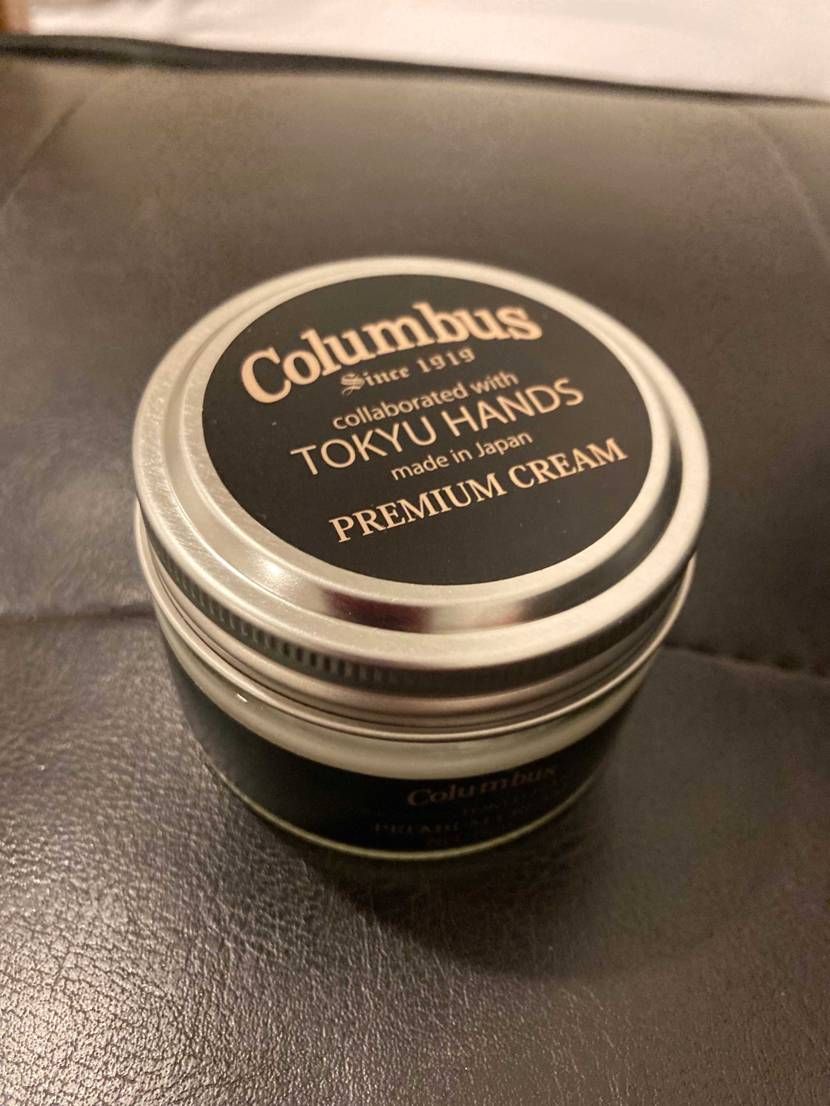 Columbus
Since 1919
collaborated with
TOKYU HANDS
made in Japan
PREMIUM CREAM
Columbus